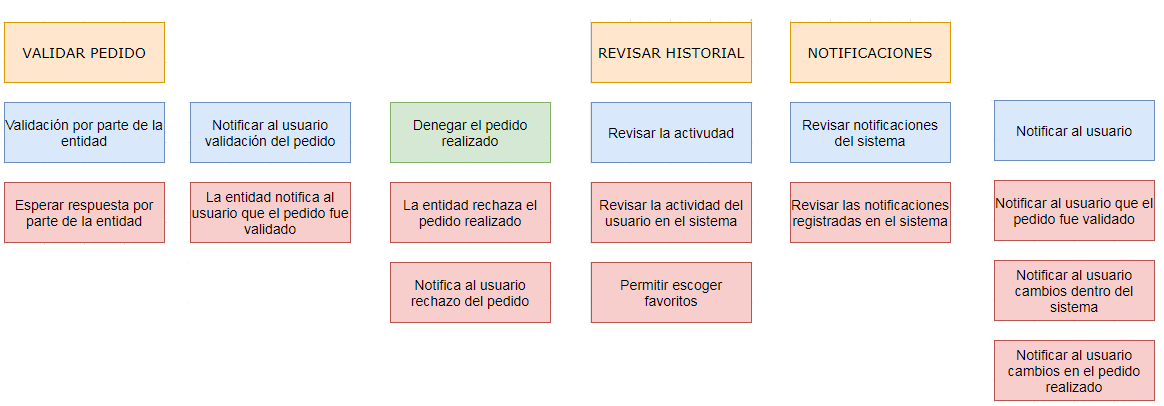 VALIDAR PEDIDO
REVISAR HISTORIAL
NOTIFICACIONES
Validación por parte de la
entidad
Notificar al usuario
validación del pedido
Denegar el pedido
realizado
Revisar la activudad
Revisar notificaciones
del sistema
Notificar al usuario
Esperar respuesta por
parte de la entidad
La entidad notifica al
usuario que el pedido fue
validado
La entidad rechaza el
pedido realizado
Revisar la actividad del
usuario en el sistema
Revisar las notificaciones
registradas en el sistema
Notificar al usuario que el
pedido fue validado
Notifica al usuario
rechazo del pedido
Permitir escoger
favoritos
Notificar al usuario
cambios dentro del
sistema
Notificar al usuario
cambios en el pedido
realizado